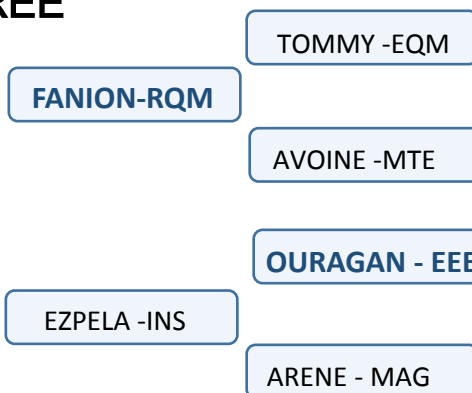 TOMMY -EQM
FANION-RQM
AVOINE -MTE
OURAGAN - EEE
EZPELA -INS
ARENE - MAG